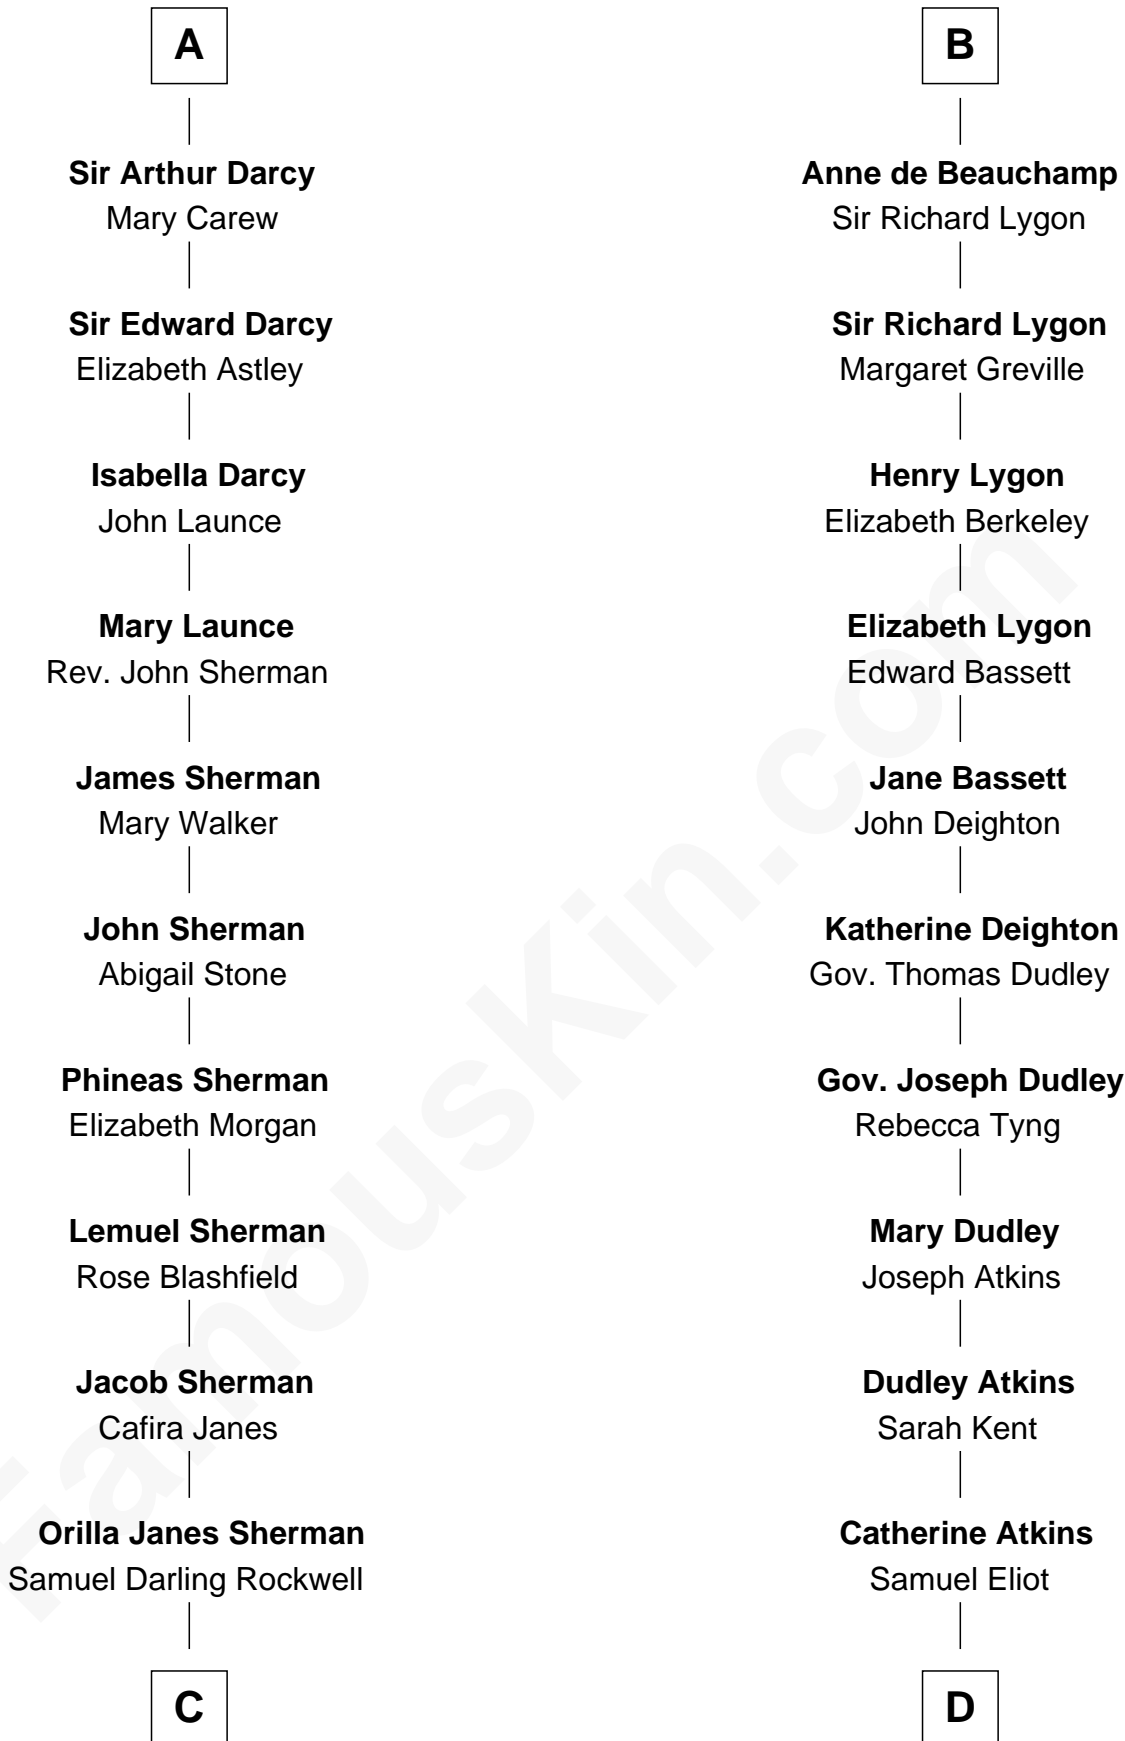 A
Sir Arthur Darcy
Mary Carew
Sir Edward Darcy
Elizabeth Astley
Isabella Darcy
John Launce
Mary Launce
Rev. John Sherman
James Sherman
Mary Walker
John Sherman
Abigail Stone
Phineas Sherman
Elizabeth Morgan
Lemuel Sherman
Rose Blashfield
Jacob Sherman
Cafira Janes
Orilla Janes Sherman
Samuel Darling Rockwell
C
B
Anne de Beauchamp
Sir Richard Lygon
Sir Richard Lygon
Margaret Greville
Henry Lygon
Elizabeth Berkeley
Elizabeth Lygon
Edward Bassett
Jane Bassett
John Deighton
Katherine Deighton
Gov. Thomas Dudley
Gov. Joseph Dudley
Rebecca Tyng
Mary Dudley
Joseph Atkins
Dudley Atkins
Sarah Kent
Catherine Atkins
Samuel Eliot
D
FamousKin.com